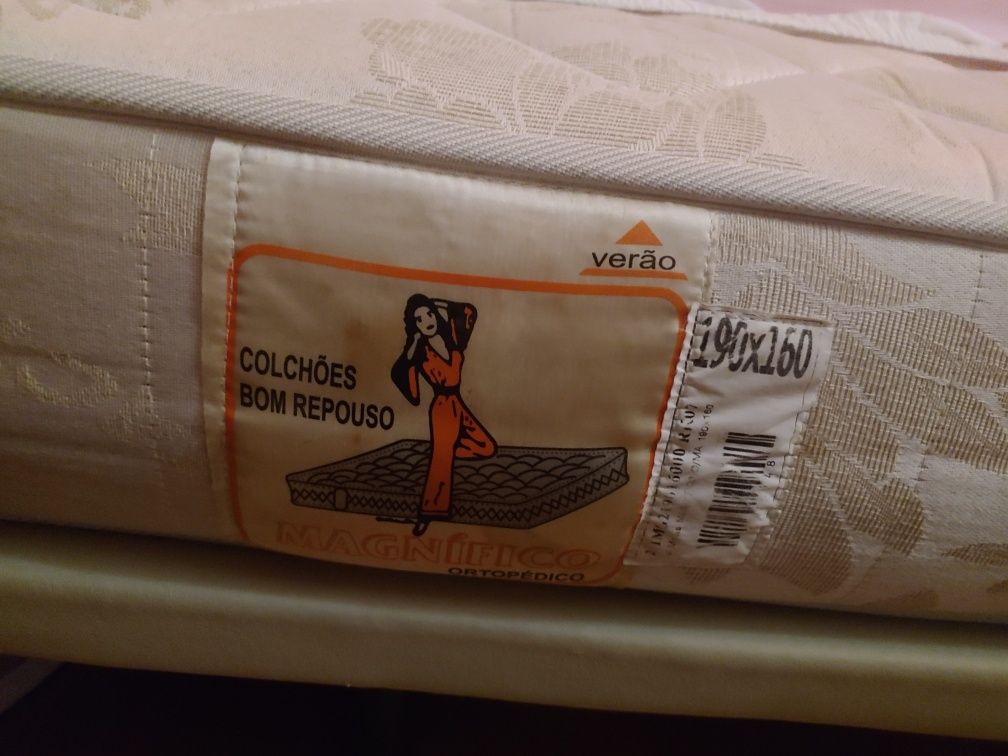 verão
COLCHÕES
BOM REPOUSO
MAGNÍFICO
ORTOPÉDICO
190x160